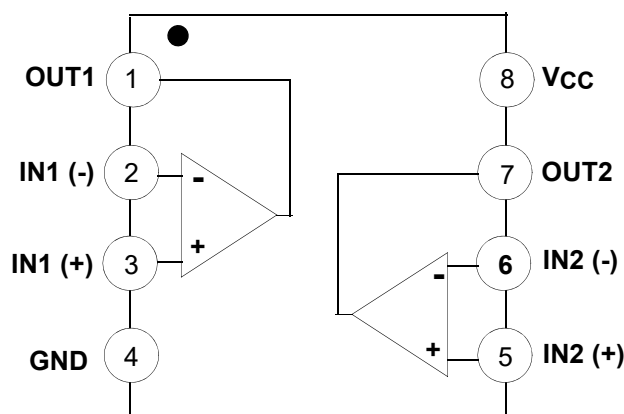 OUT1 1 8 VCC
IN1 (-) 2 - 7 OUT2
IN1 (+) 3 + - 6 IN2 (-)
GND 4 + 5 IN2 (+)